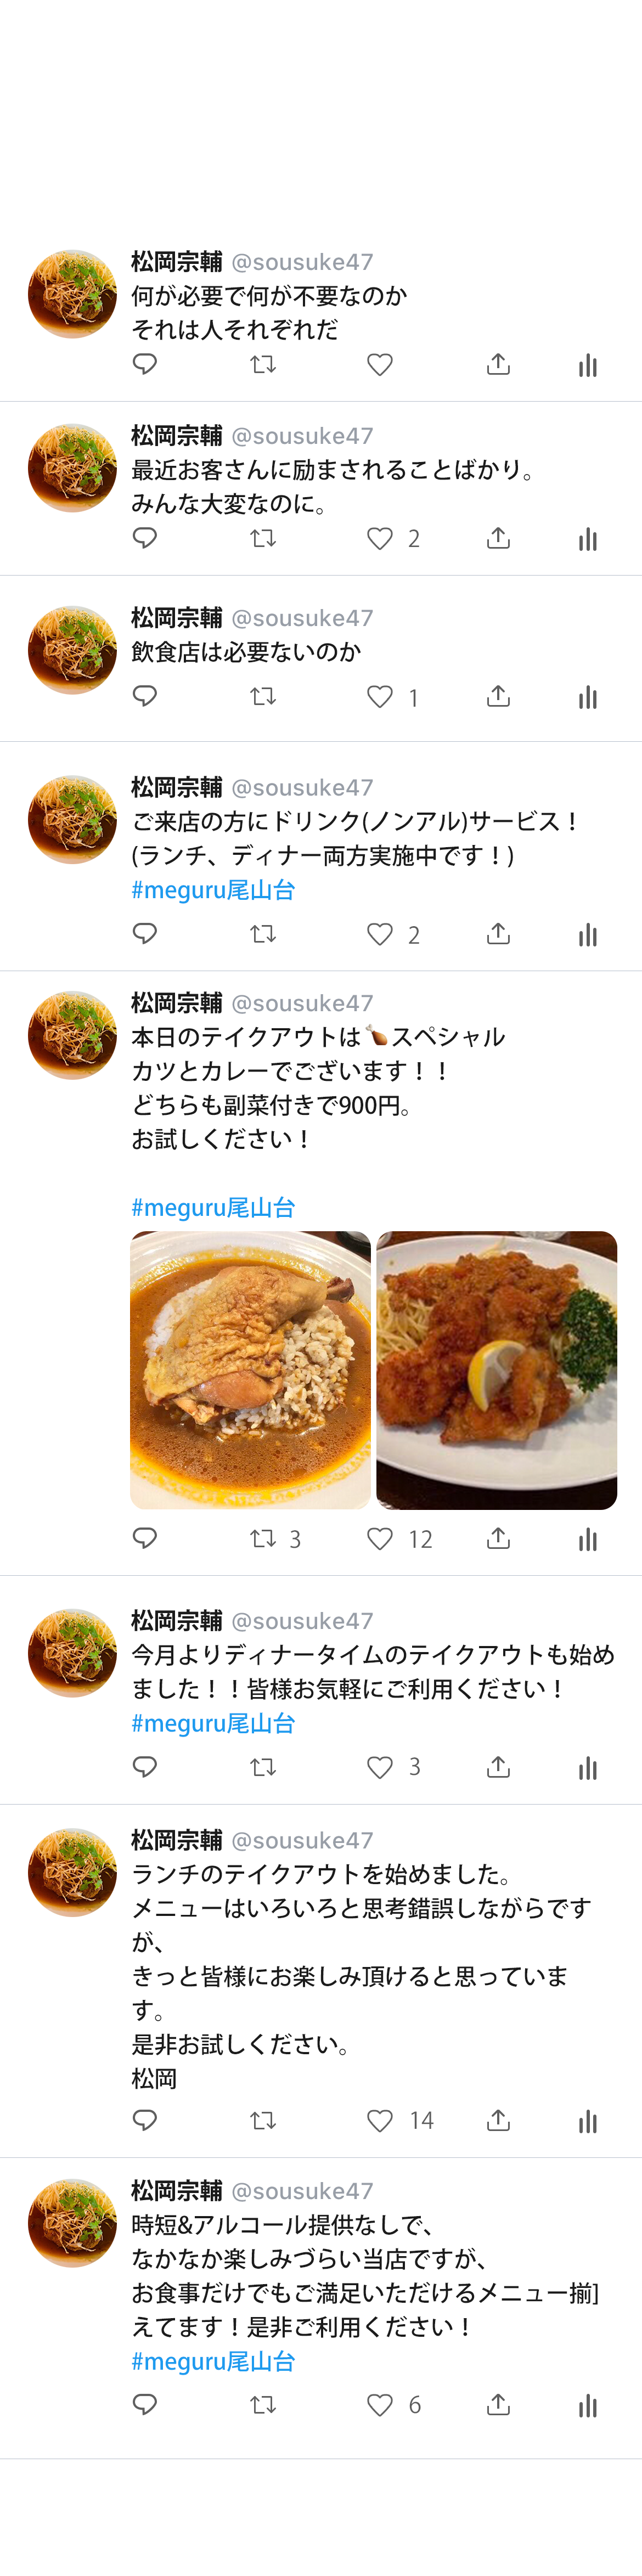 松岡宗輔 @sousuke47
何が必要で何が不要なのか
それは人それぞれだ
松岡宗輔 @sousuke47
最近お客さんに励まされることばかり。
みんな大変なのに。
2
松岡宗輔 @sousuke47
飲食店は必要ないのか
1
松岡宗輔 @sousuke47
ご来店の方にドリンク(ノンアル)サービス！
(ランチ、ディナー両方実施中です！)
#meguru尾山台
2
松岡宗輔 @sousuke47
本日のテイクアウトは🍗スペシャル
カツとカレーでございます！！
どちらも副菜付きで900円。
お試しください！
#meguru尾山台
3 12
松岡宗輔 @sousuke47
今月よりディナータイムのテイクアウトも始め
ました！！皆様お気軽にご利用ください！
#meguru尾山台
3
松岡宗輔 @sousuke47
ランチのテイクアウトを始めました。
メニューはいろいろと思考錯誤しながらです
が、
きっと皆様にお楽しみ頂けると思っていま
す。
是非お試しください。
松岡
14
松岡宗輔 @sousuke47
時短&アルコール提供なしで、
なかなか楽しみづらい当店ですが、
お食事だけでもご満足いただけるメニュー揃]
えてます！是非ご利用ください！
#meguru尾山台
6